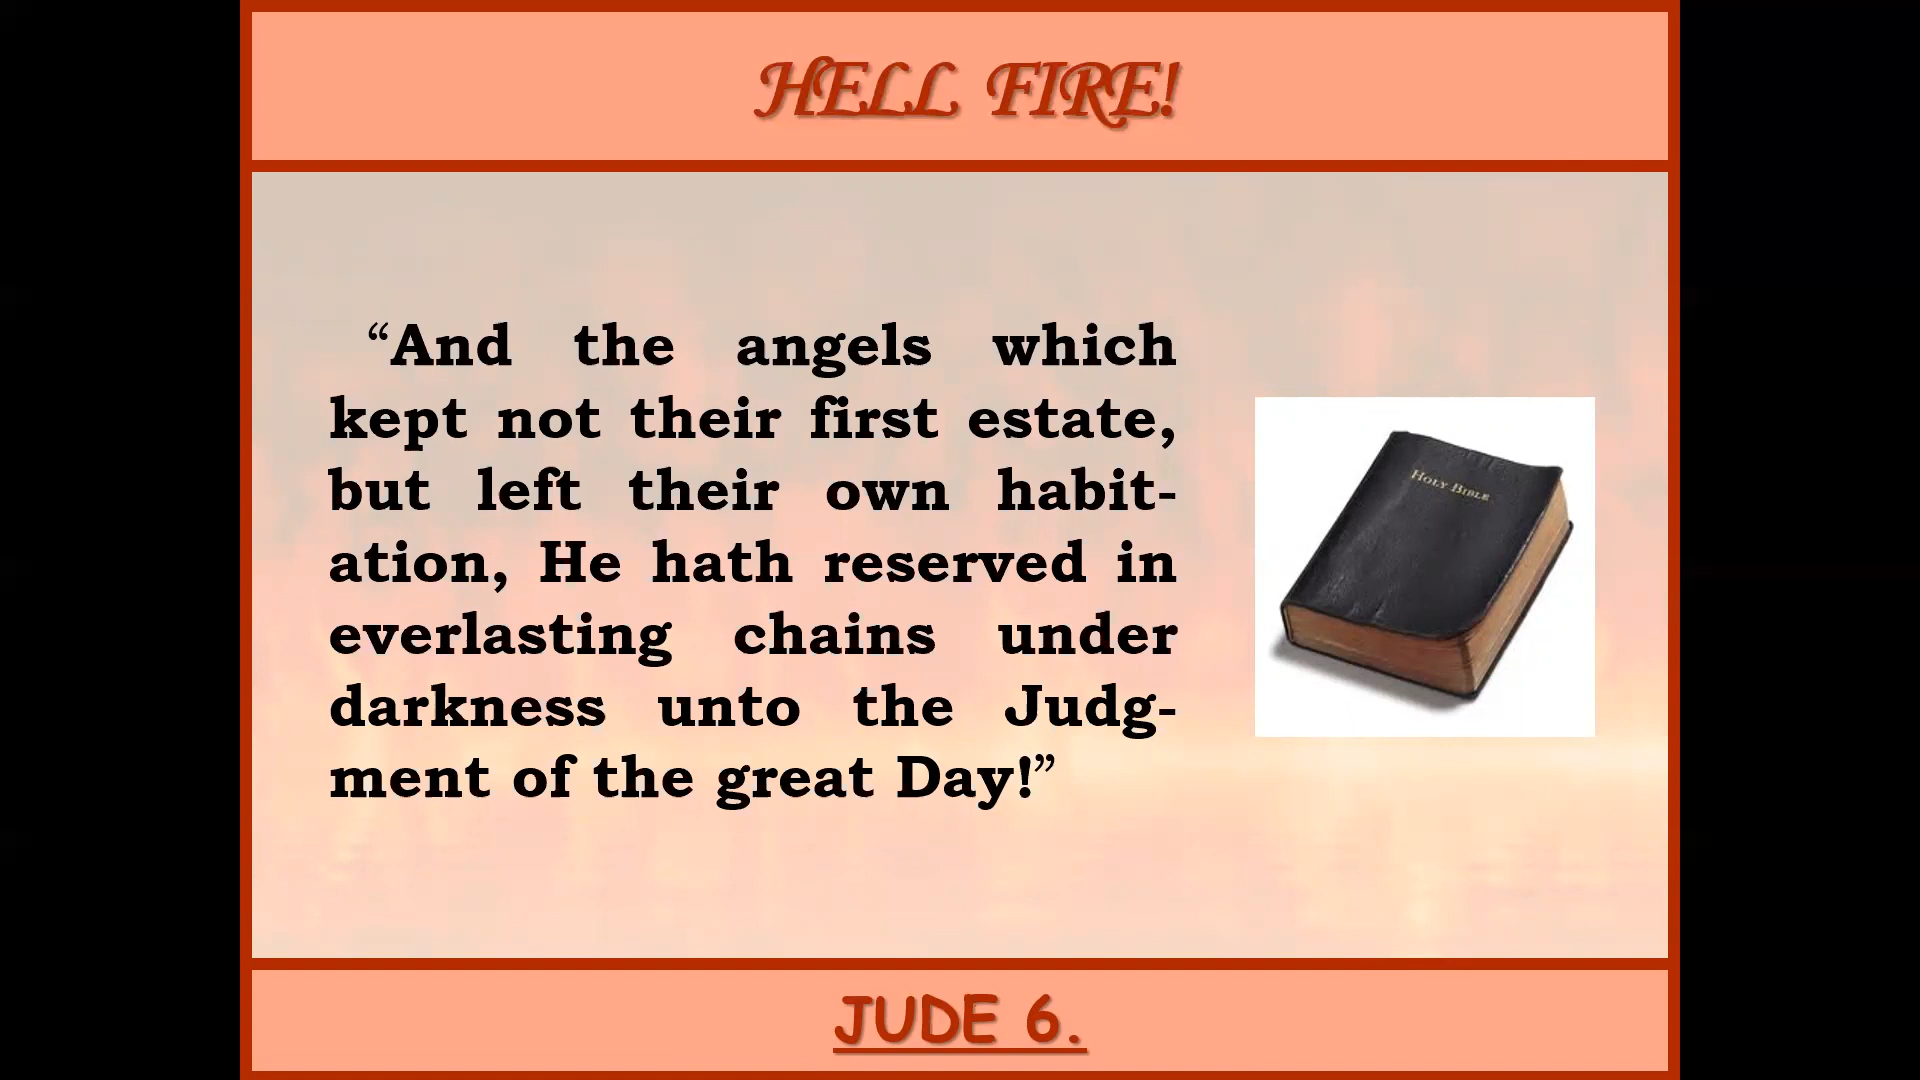 HELL FIRE!
“And the angels which
kept not their first estate,
but left their own habit-
ation, He hath reserved in
everlasting chains under
darkness unto the Judg-
ment of the great Day!”
HOLY BIBLE
JUDE 6.